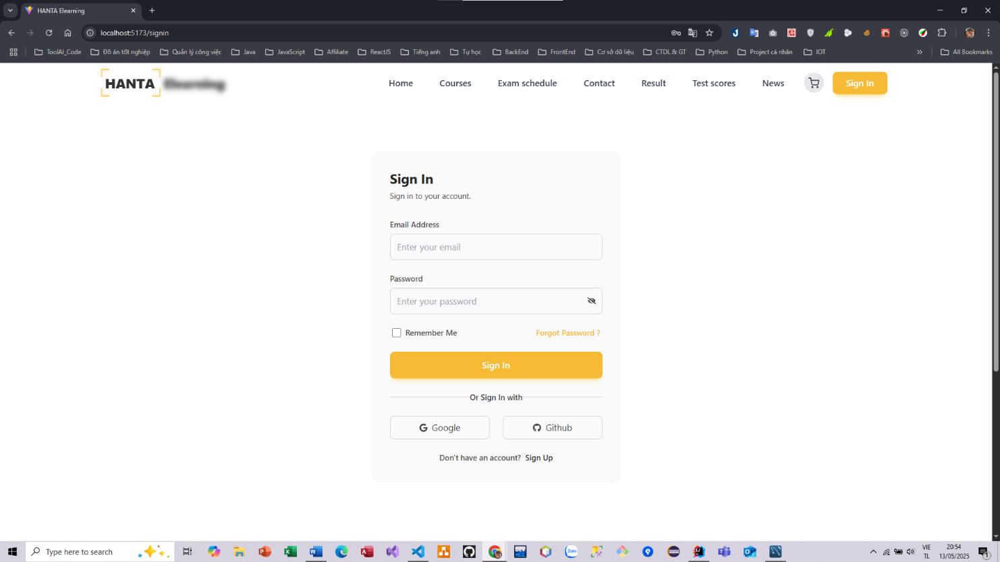 HANTA Elearning
localhost:5173/signin
ToolAI_Code Đồ án tốt nghiệp Quản lý công việc Java JavaScript Affiliate ReactJS Tiếng anh Tự học BackEnd FrontEnd Cơ sở dữ liệu CTDL & GT Python Project cá nhân IOT » All Bookmarks
HANTA Elearning
Home Courses Exam schedule Contact Result Test scores News Sign In
Sign In
Sign in to your account.
Email Address
Enter your email
Password
Enter your password
Remember Me Forgot Password ?
Sign In
Or Sign In with
Google Github
Don't have an account? Sign Up
Type here to search
VIE 20:54
TL 13/05/2025